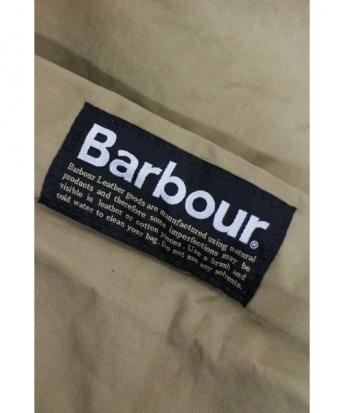 Barbour®
Barbour Leather goods are manufactured using natural
products and therefore some imperfections may be
visible in leather or cotton pieces. Use a brush and
cold water to clean your bag. Do not use any solvents.